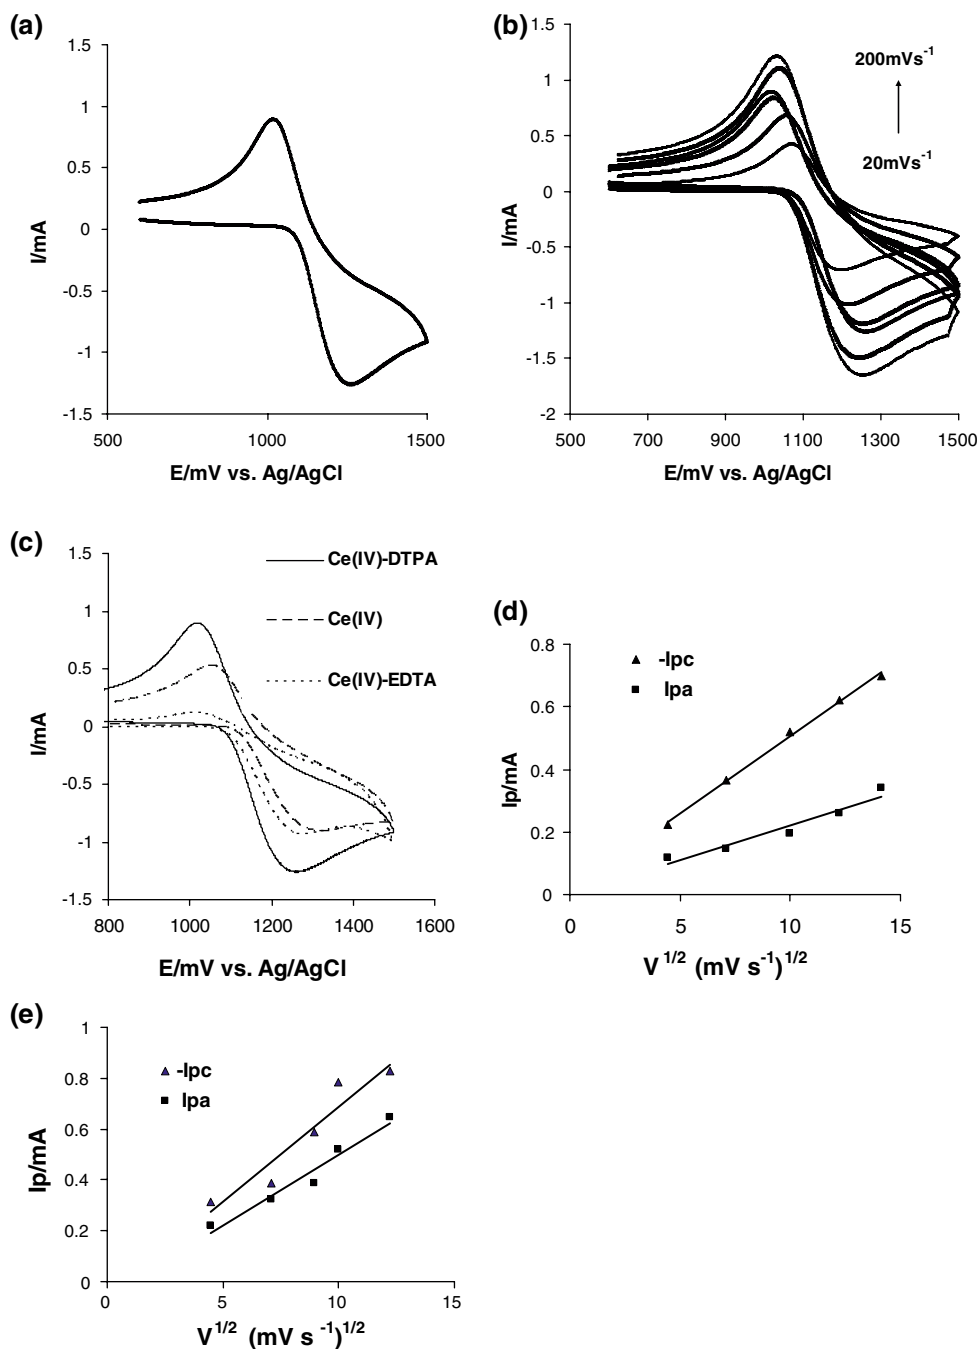 (a)
1.5
1
0.5
0
-0.5
-1
-1.5
500
1000
1500
I/mA
E/mV vs. Ag/AgCl
(b)
1.5
1
0.5
0
-0.5
-1
-1.5
-2
500
700
900
1100
1300
1500
I/mA
E/mV vs. Ag/AgCl
200mVs-1
20mVs-1
(c)
1.5
1
0.5
0
-0.5
-1
-1.5
800
1000
1200
1400
1600
I/mA
E/mV vs. Ag/AgCl
Ce(IV)-DTPA
Ce(IV)
Ce(IV)-EDTA
(d)
0.8
0.6
0.4
0.2
0
0
5
10
15
Ip/mA
V 1/2 (mV s-1)1/2
-Ipc
Ipa
(e)
1
0.8
0.6
0.4
0.2
0
0
5
10
15
Ip/mA
V1/2 (mV s -1)1/2
-Ipc
Ipa